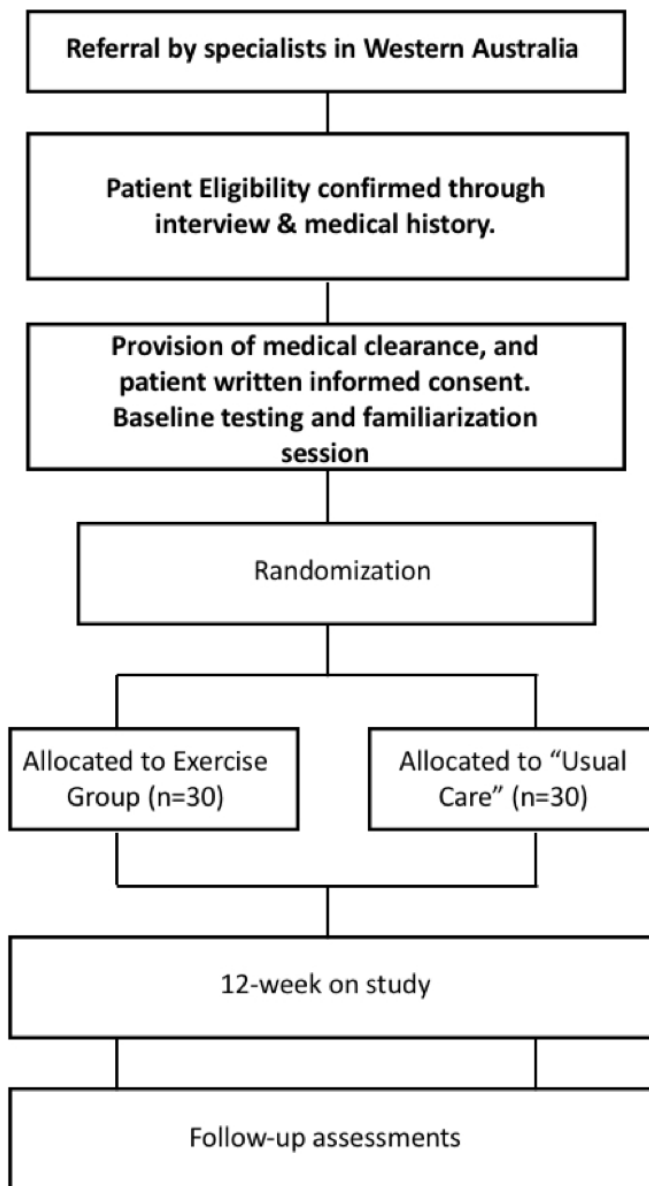 Referral by specialists in Western Australia
Patient Eligibility confirmed through
interview & medical history.
Provision of medical clearance, and
patient written informed consent.
Baseline testing and familiarization
session
Randomization
Allocated to Exercise
Group (n=30)
Allocated to “Usual
Care” (n=30)
12-week on study
Follow-up assessments